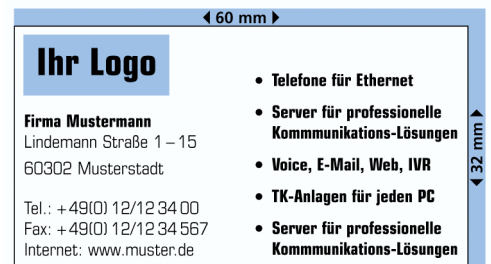 60 mm
Ihr Logo
Firma Mustermann
Lindemann Straße 1–15
60302 Musterstadt
Tel.: +49(0) 12/12 34 00
Fax: +49(0) 12/12 34 567
Internet: www.muster.de
• Telefone für Ethernet
• Server für professionelle
Kommmunikations-Lösungen
• Voice, E-Mail, Web, IVR
• TK-Anlagen für jeden PC
• Server für professionelle
Kommmunikations-Lösungen
32 mm